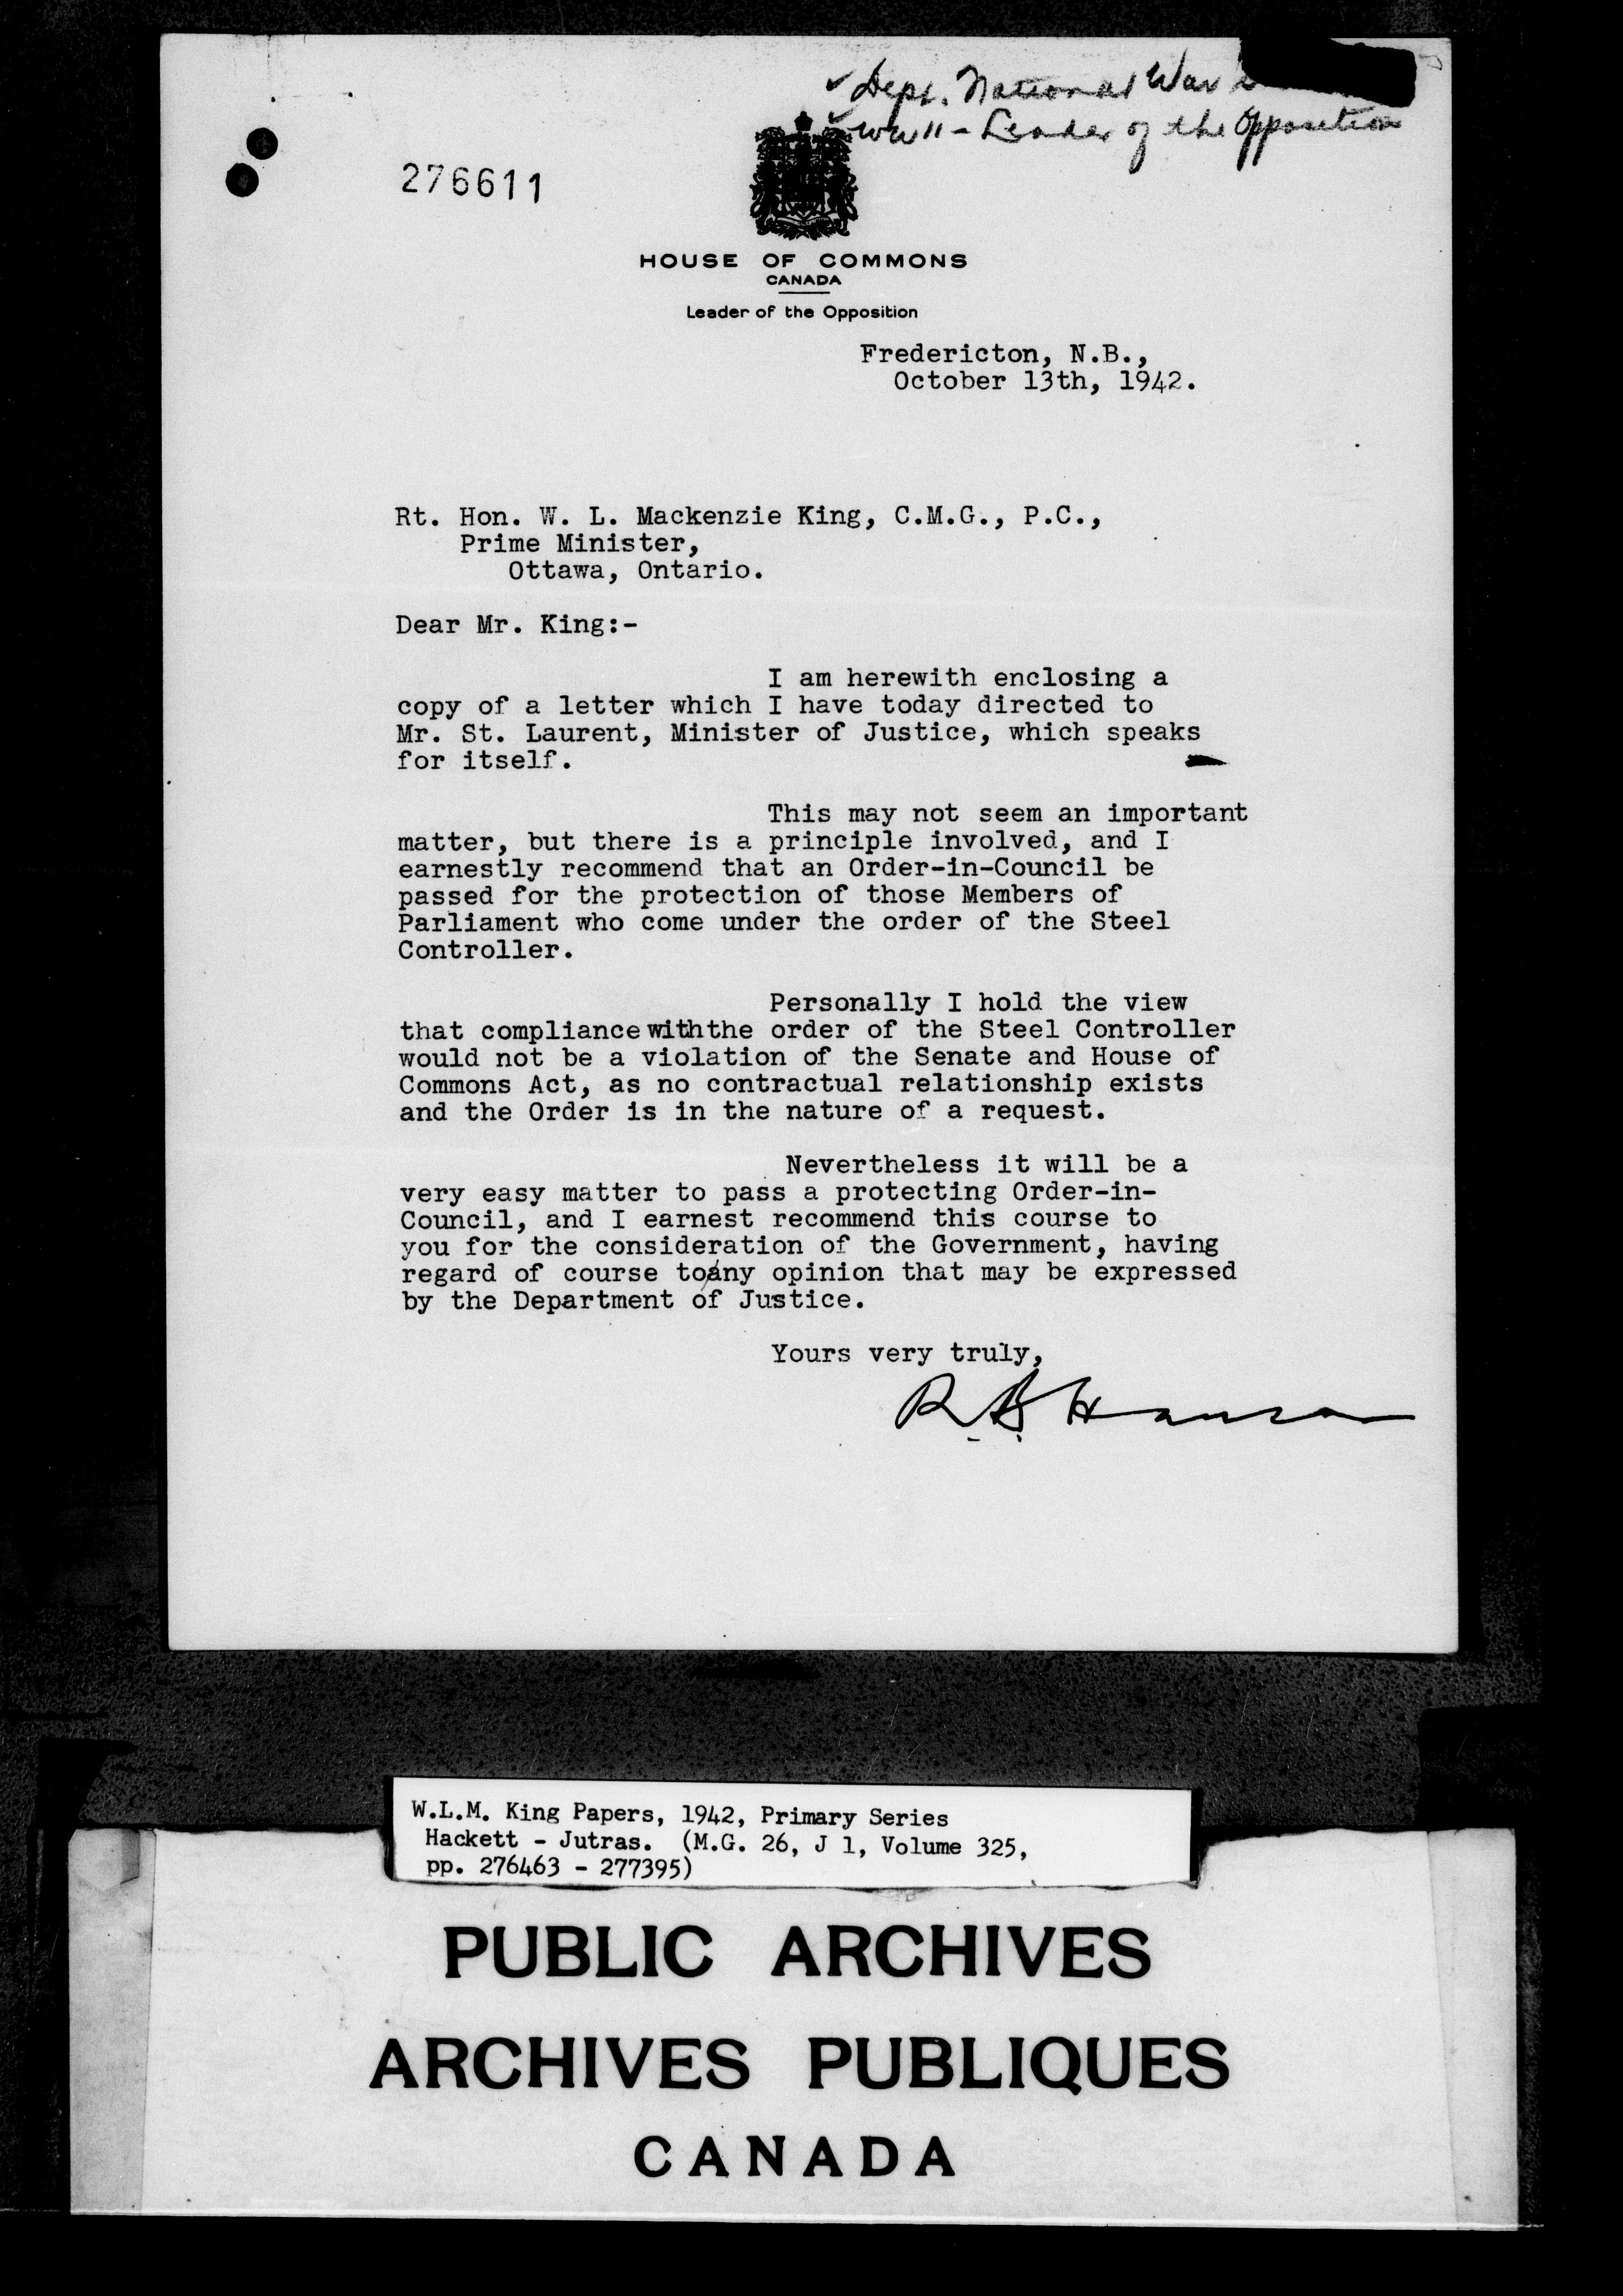 ✓ Dept. National War
✓ WW11 - Leader of the Opposition
276611
HOUSE OF COMMONS
CANADA
Leader of the Opposition
Fredericton, N.B.,
October 13th, 1942.
Rt. Hon. W. L. Mackenzie King, C.M.G., P.C.,
Prime Minister,
Ottawa, Ontario.
Dear Mr. King:-
I am herewith enclosing a
copy of a letter which I have today directed to
Mr. St. Laurent, Minister of Justice, which speaks
for itself.
This may not seem an important
matter, but there is a principle involved, and I
earnestly recommend that an Order-in-Council be
passed for the protection of those Members of
Parliament who come under the order of the Steel
Controller.
Personally I hold the view
that compliance withthe order of the Steel Controller
would not be a violation of the Senate and House of
Commons Act, as no contractual relationship exists
and the Order is in the nature of a request.
Nevertheless it will be a
very easy matter to pass a protecting Order-in-
Council, and I earnest recommend this course to
you for the consideration of the Government, having
regard of course to/any opinion that may be expressed
by the Department of Justice.
Yours very truly,
R. B. Hanson
W.L.M. King Papers, 1942, Primary Series
Hackett - Jutras. (M.G. 26, J 1, Volume 325,
pp. 276463 - 277395)
PUBLIC ARCHIVES
ARCHIVES PUBLIQUES
CANADA